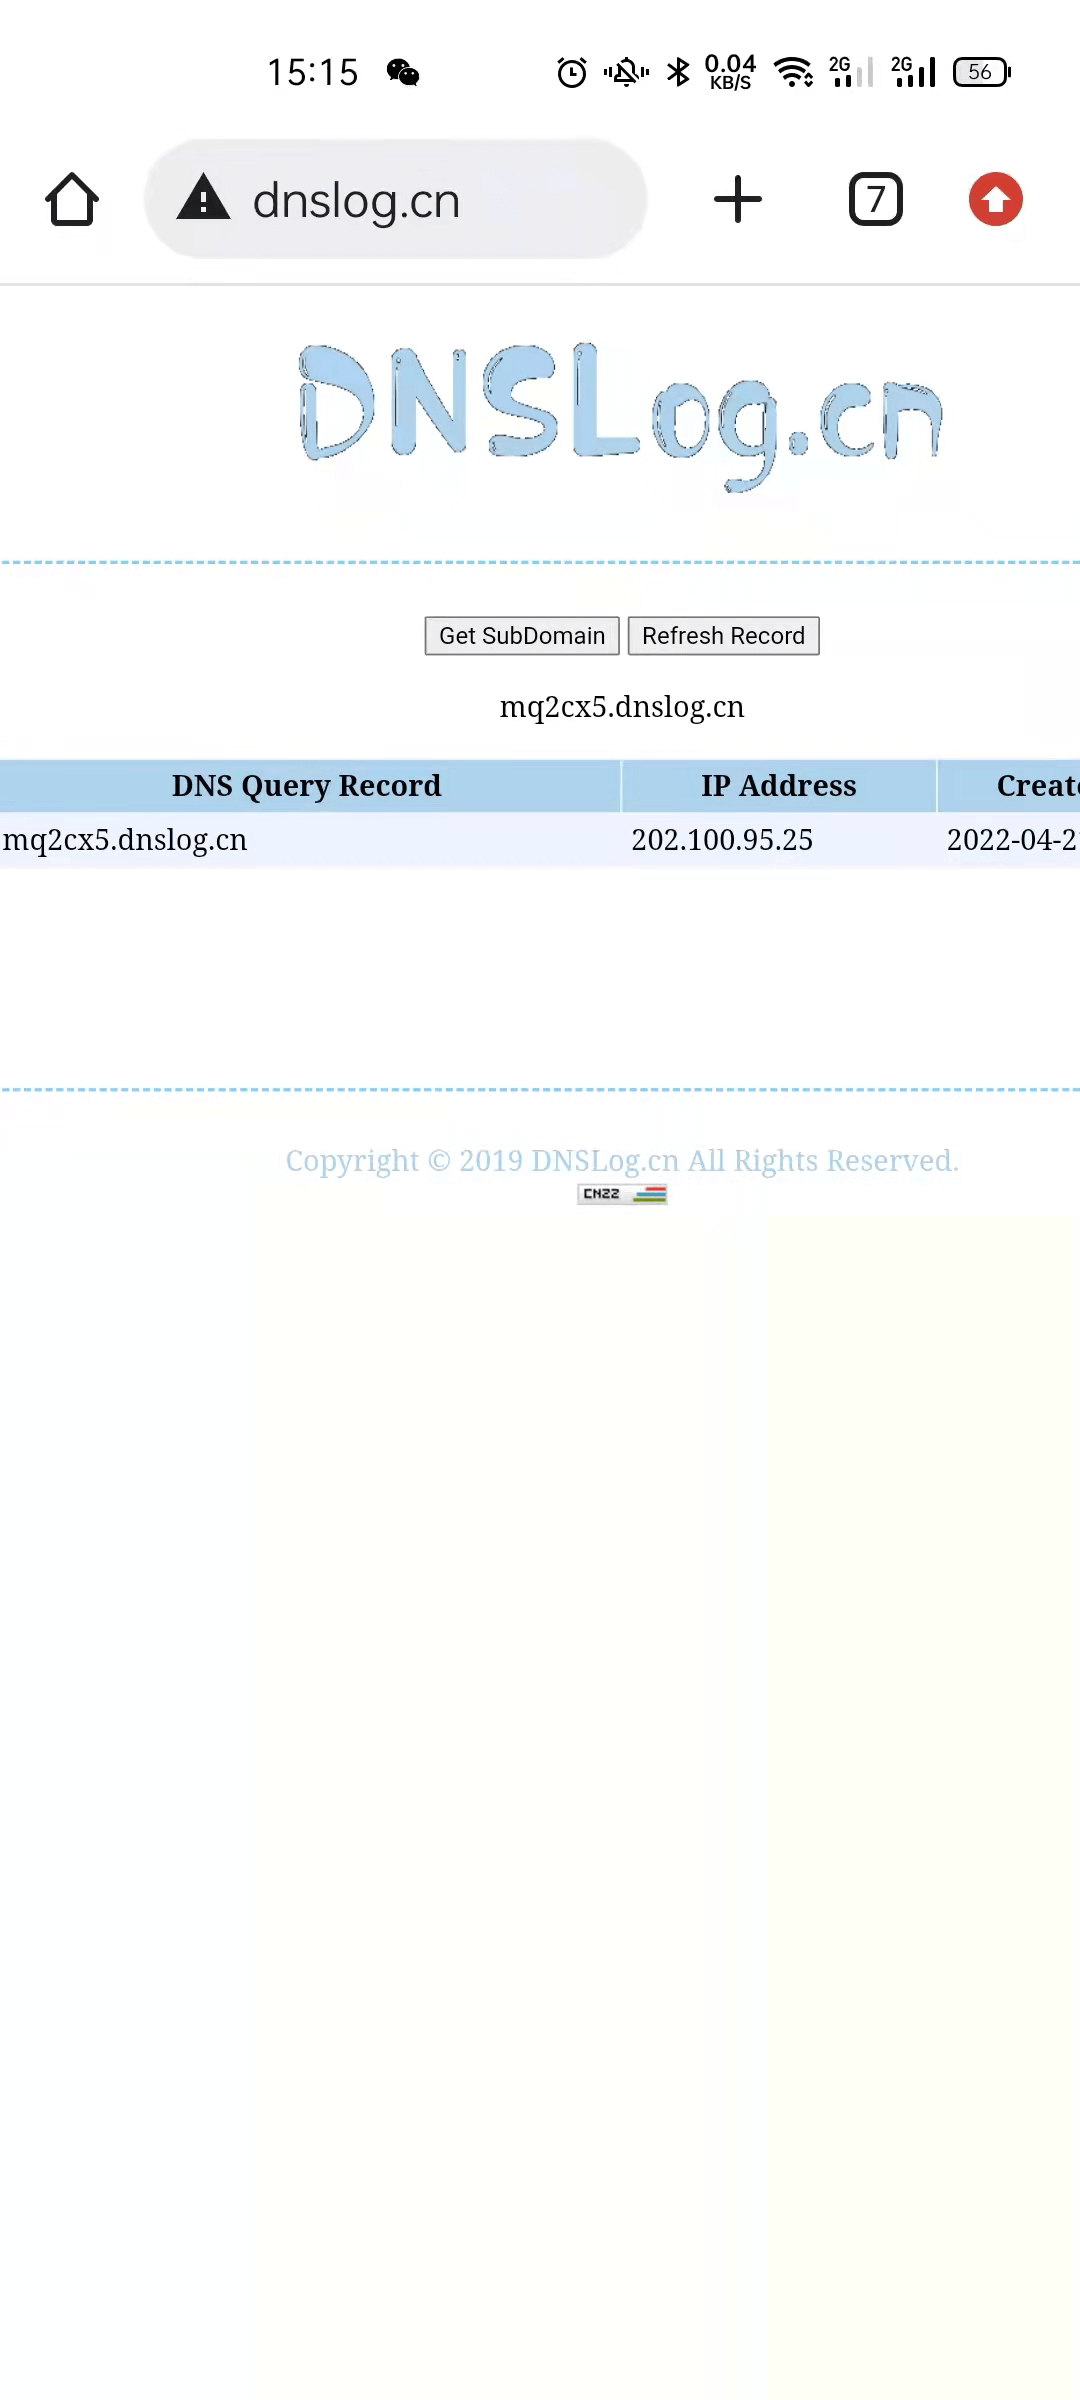 15:15
0.04
KB/S
2G
2G
56
dnslog.cn
7
DNSLog.cn
Get SubDomain
Refresh Record
mq2cx5.dnslog.cn
DNS Query Record
IP Address
Creat
mq2cx5.dnslog.cn
202.100.95.25
2022-04-2
Copyright © 2019 DNSLog.cn All Rights Reserved.
CNZZ